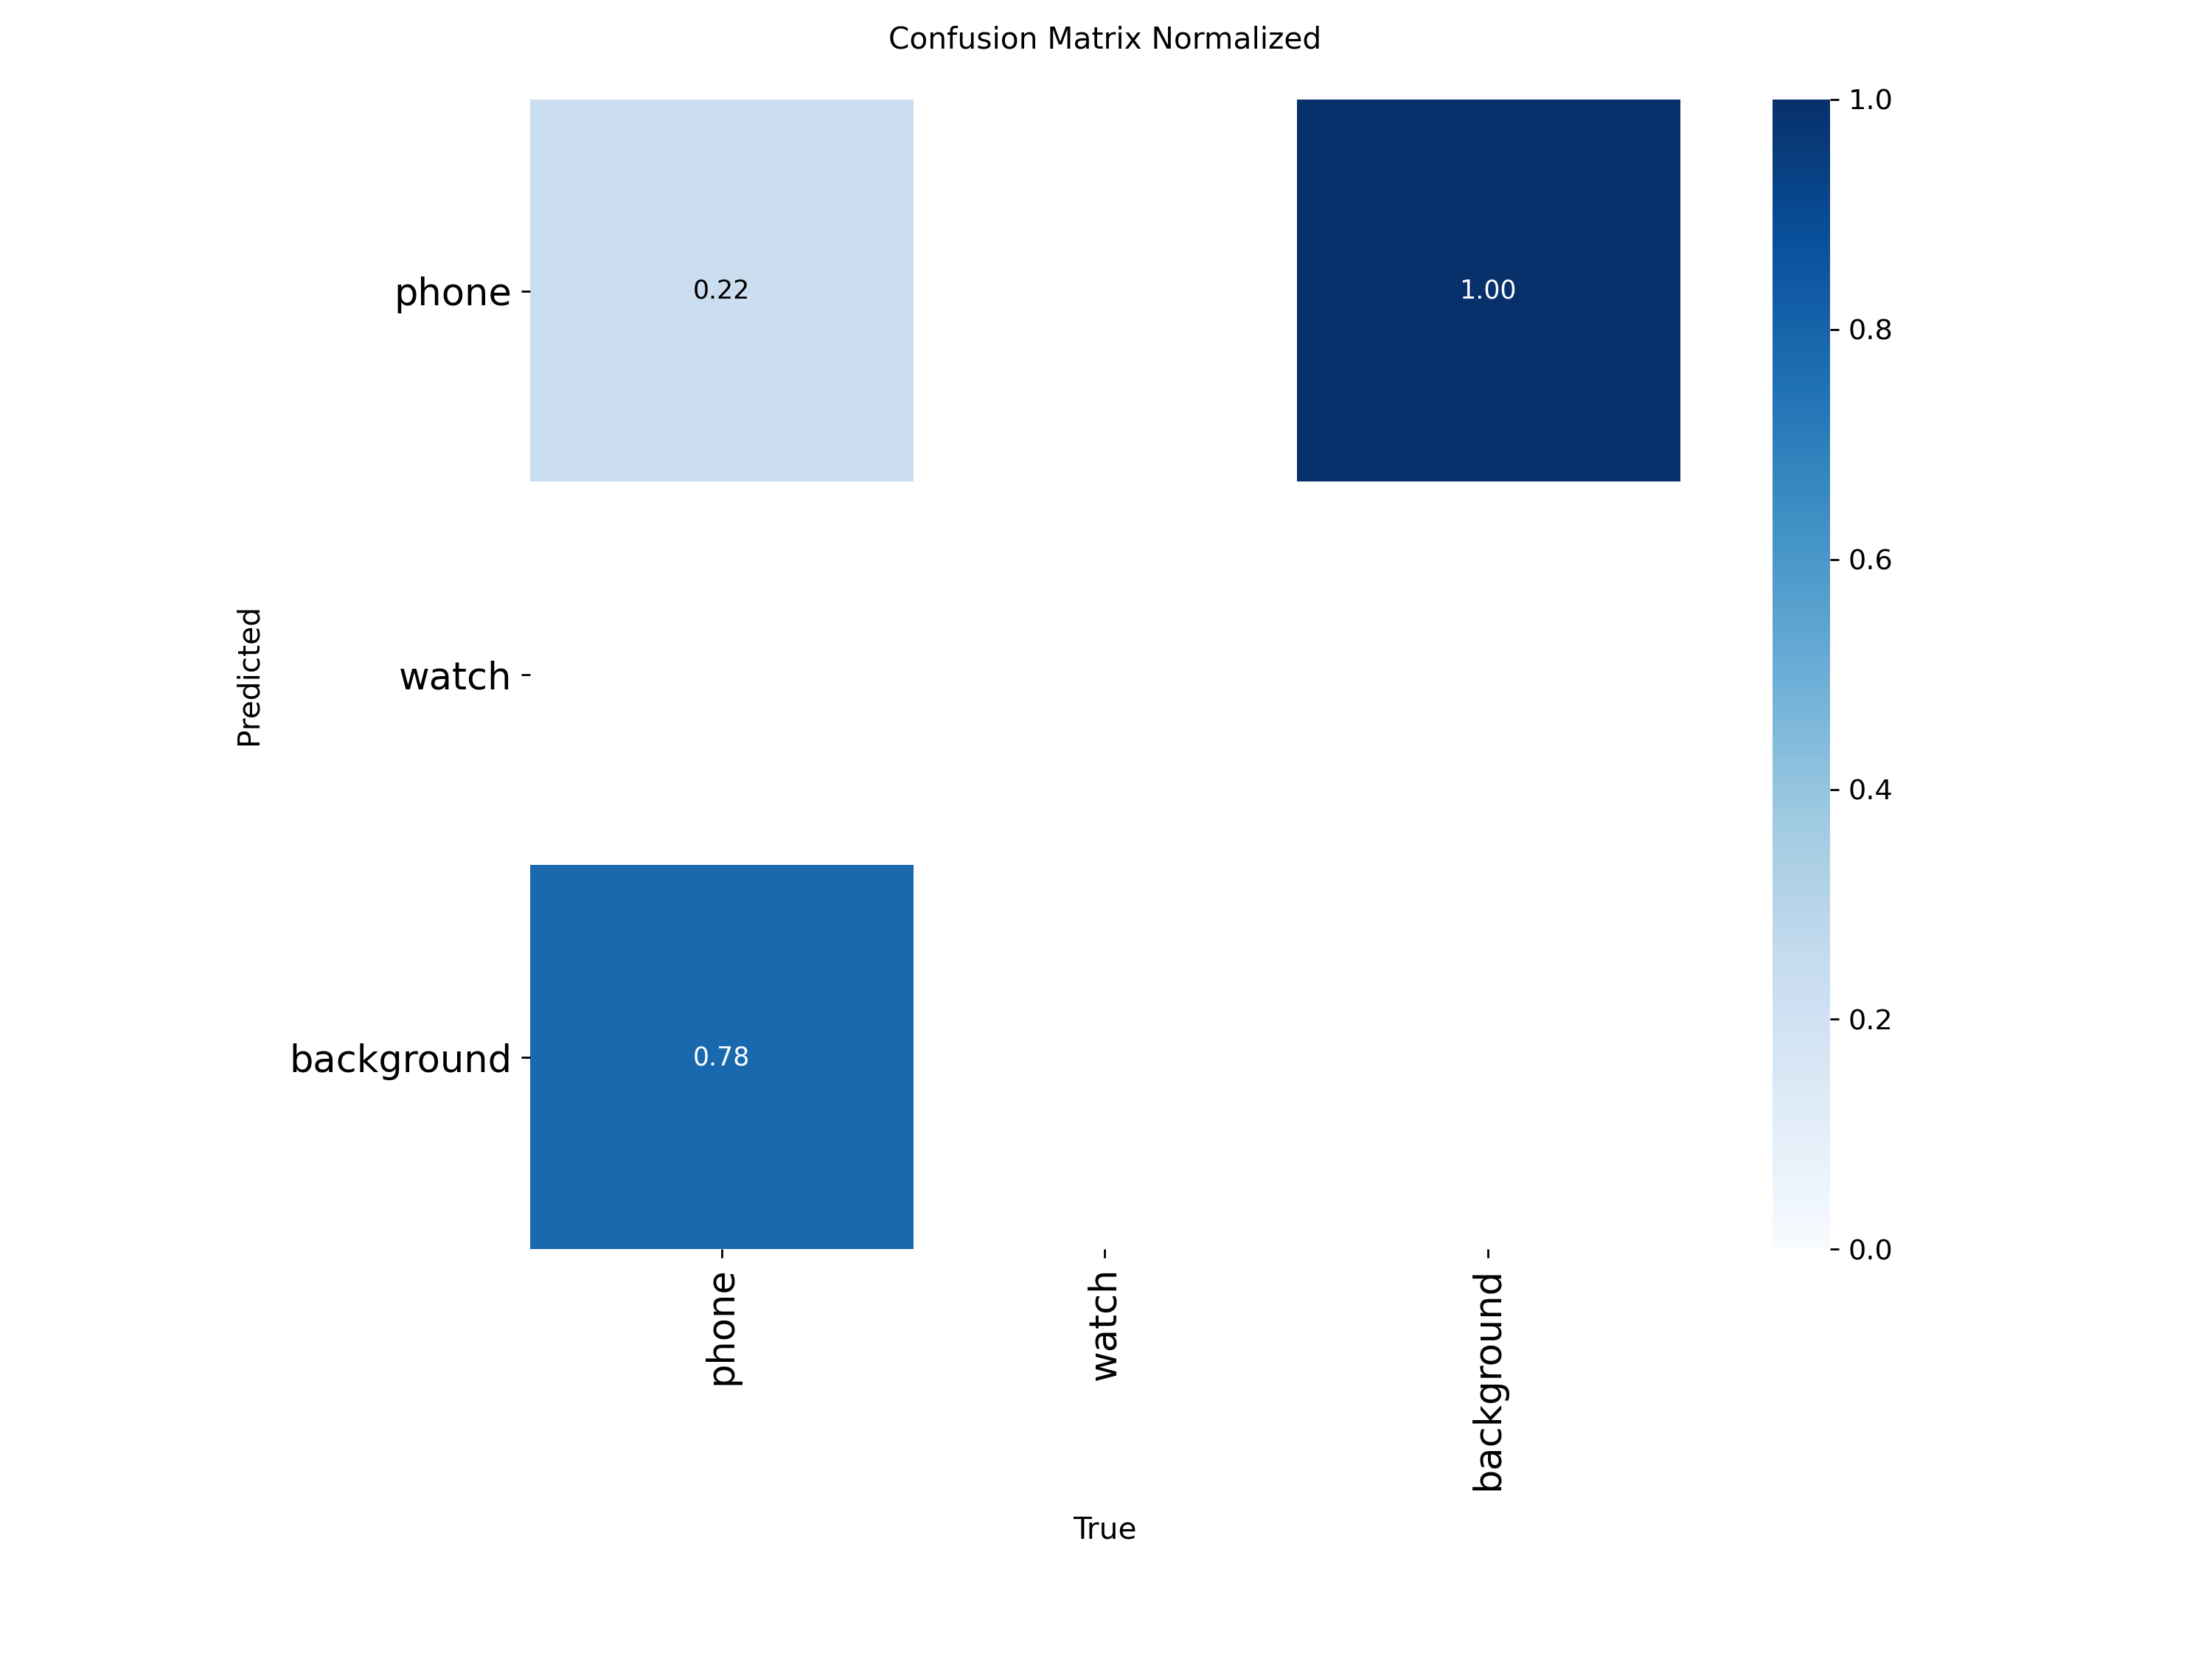 Confusion Matrix Normalized
phone
0.22
1.00
watch
background
0.78
Predicted
phone
watch
background
True
1.0
0.8
0.6
0.4
0.2
0.0